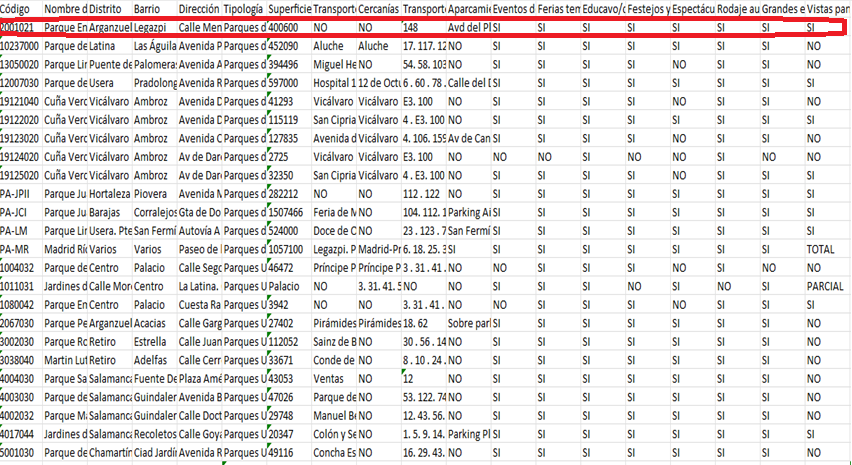 Código Nombre d Distrito Barrio Dirección Tipología Superficie Transport Cercanías Transport Aparcamie Eventos d Ferias tem Educavo/d Festejos y Espectácu Rodaje au Grandes e Vistas pan
2001021 Parque En Arganzuel Legazpi Calle Men Parques d 400600 NO NO 148 Avd del Pl SI SI SI SI SI SI SI SI
10237000 Parque de Latina Las Águila Avenida P Parques d 452090 Aluche Aluche 17. 117. 12 NO SI SI SI SI SI SI SI NO
13050020 Parque Lir Puente de Palomeras Avenida P Parques d 394496 Miguel He NO 54. 58. 103 NO SI SI SI SI NO SI SI SI
12007030 Parque de Usera Pradolong Avenida R Parques d 597000 Hospital 1 12 de Octu 6 . 60 . 78 . Calle del D SI SI SI SI SI SI SI SI
19121040 Cuña Verd Vicálvaro Ambroz Avenida D Parques d 41293 Vicálvaro Vicálvaro E3. 100 NO SI SI SI SI NO SI SI NO
19122020 Cuña Verd Vicálvaro Ambroz Avenida D Parques d 115119 San Cipria Vicálvaro 4 . E3. 100 NO SI SI SI SI SI SI SI SI
19123020 Cuña Verd Vicálvaro Ambroz Avenida C Parques d 127835 Avenida d Vicálvaro 4. 106. 159 Av de Can SI SI SI SI NO SI SI NO
19124020 Cuña Verd Vicálvaro Ambroz Av de Dar Parques d 2725 Vicálvaro Vicálvaro E3. 100 NO NO NO SI NO NO SI NO NO
19125020 Cuña Verd Vicálvaro Ambroz Av de Dar Parques d 32350 San Cipria Vicálvaro 4 . E3. 100 NO SI SI SI SI NO SI SI SI
PA-JPII Parque Ju Hortaleza Piovera Avenida M Parques d 282212 NO NO 112 . 122 NO SI SI SI SI SI SI SI SI
PA-JCI Parque Ju Barajas Corralejos Gta de Do Parques d 1507466 Feria de M NO 104. 112. 1 Parking Ai SI SI SI SI SI SI SI SI
PA-LM Parque Lir Usera. Pte San Fermí Autovía A Parques d 524000 Doce de O NO 23 . 123 . 7 San Fermí SI SI SI SI SI SI SI SI
PA-MR Madrid Rí Varios Varios Paseo de l Parques d 1057100 Legazpi. P Madrid-Pr 6. 18. 25. 3 SI SI SI SI SI SI SI SI TOTAL
1004032 Parque de Centro Palacio Calle Sego Parques U 46472 Príncipe P Príncipe P 3 . 31 . 41 . NO NO SI SI SI NO SI NO NO
1011031 Jardines d Calle More Centro La Latina. Parques U Palacio NO 3. 31. 41. 5 NO NO SI SI SI NO SI NO SI PARCIAL
1080042 Parque En Centro Palacio Cuesta Ra Parques U 3942 NO NO 3. 31. 41. NO NO SI SI SI NO SI SI NO
2067030 Parque Pe Arganzuel Acacias Calle Garg Parques U 27402 Pirámides Pirámides 18. 62 Sobre parl SI SI SI SI SI SI SI NO
3002030 Parque Ro Retiro Estrella Calle Juan Parques U 112052 Sainz de B NO 30 . 56 . 14 NO SI SI SI SI SI SI SI NO
3038040 Martin Lut Retiro Adelfas Calle Cerr Parques U 33671 Conde de NO 8 . 10 . 24 . NO SI SI SI SI SI SI SI NO
4004030 Parque Sa Salamanca Fuente De Plaza Amé Parques U 43053 Ventas NO 12 NO SI SI SI SI SI SI SI NO
4003030 Parque de Salamanca Guindaler Avenida B Parques U 47026 Parque de NO 53. 122. 74 NO SI SI SI SI SI SI SI NO
4002032 Parque Ma Salamanca Guindaler Calle Doct Parques U 29748 Manuel Be NO 12. 43. 56. NO SI SI SI SI NO SI SI NO
4017044 Jardines d Salamanca Recoletos Calle Goya Parques U 20347 Colón y Se NO 1. 5. 9. 14. Parking Pl SI SI SI SI SI SI SI SI
5001030 Parque de Chamartín Ciad Jardí Avenida R Parques U 49116 Concha Es NO 16. 29. 43. NO SI SI SI SI NO SI SI NO